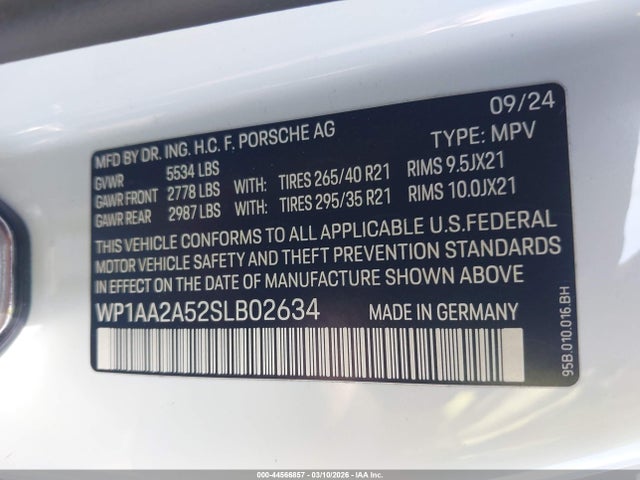 09/24
MFD BY DR. ING. H.C. F. PORSCHE AG TYPE: MPV
GVWR 5534 LBS
GAWR FRONT 2778 LBS WITH: TIRES 265/40 R21 RIMS 9.5JX21
GAWR REAR 2987 LBS WITH: TIRES 295/35 R21 RIMS 10.0JX21
THIS VEHICLE CONFORMS TO ALL APPLICABLE U.S.FEDERAL
MOTOR VEHICLE SAFETY AND THEFT PREVENTION STANDARDS
IN EFFECT ON THE DATE OF MANUFACTURE SHOWN ABOVE
WP1AA2A52SLB02634 MADE IN GERMANY
95B.010.016.BH
000-44566857 - 03/10/2026 - IAA Inc.